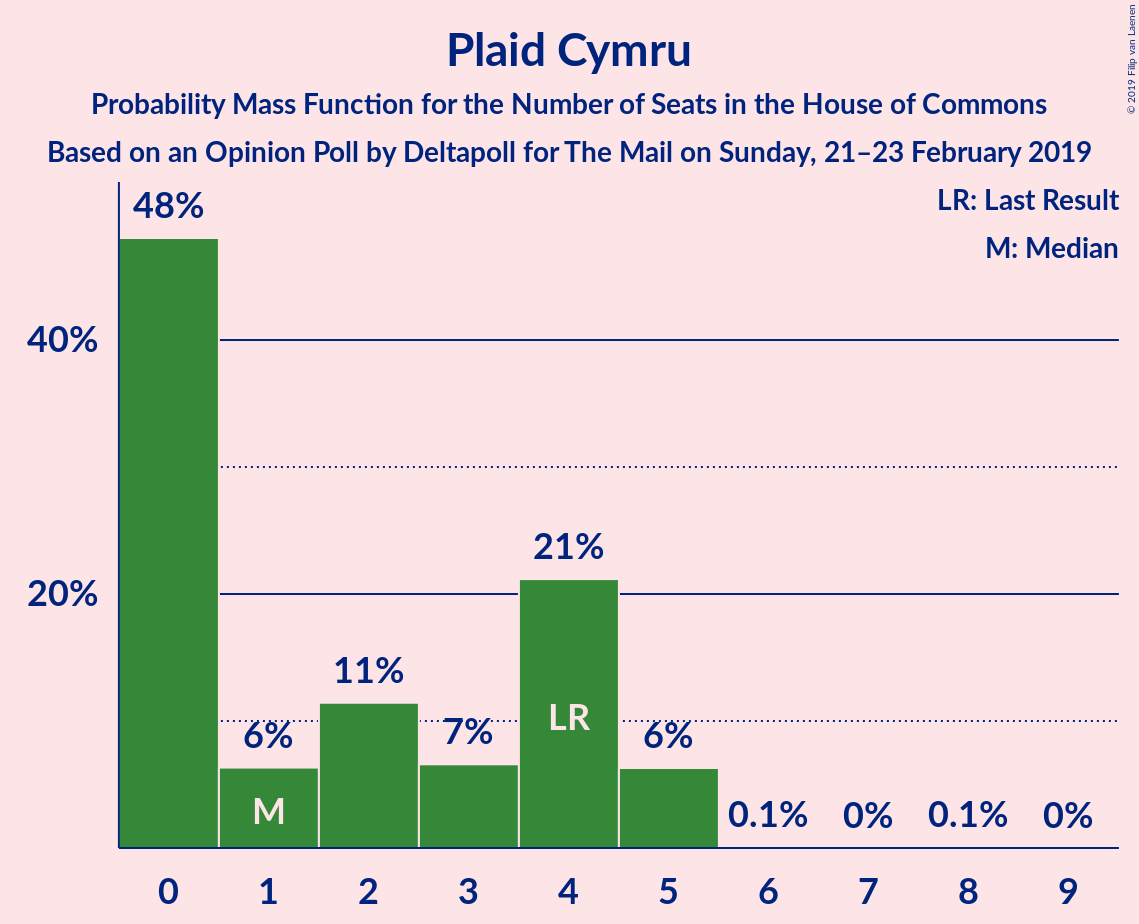 Plaid Cymru
Probability Mass Function for the Number of Seats in the House of Commons
Based on an Opinion Poll by Deltapoll for The Mail on Sunday, 21–23 February 2019
© 2019 Filip van Laenen
LR: Last Result
M: Median
48%
40%
21%
20%
11%
6%
7%
LR
6%
M
0.1%
0%
0.1%
0%
0 1 2 3 4 5 6 7 8 9